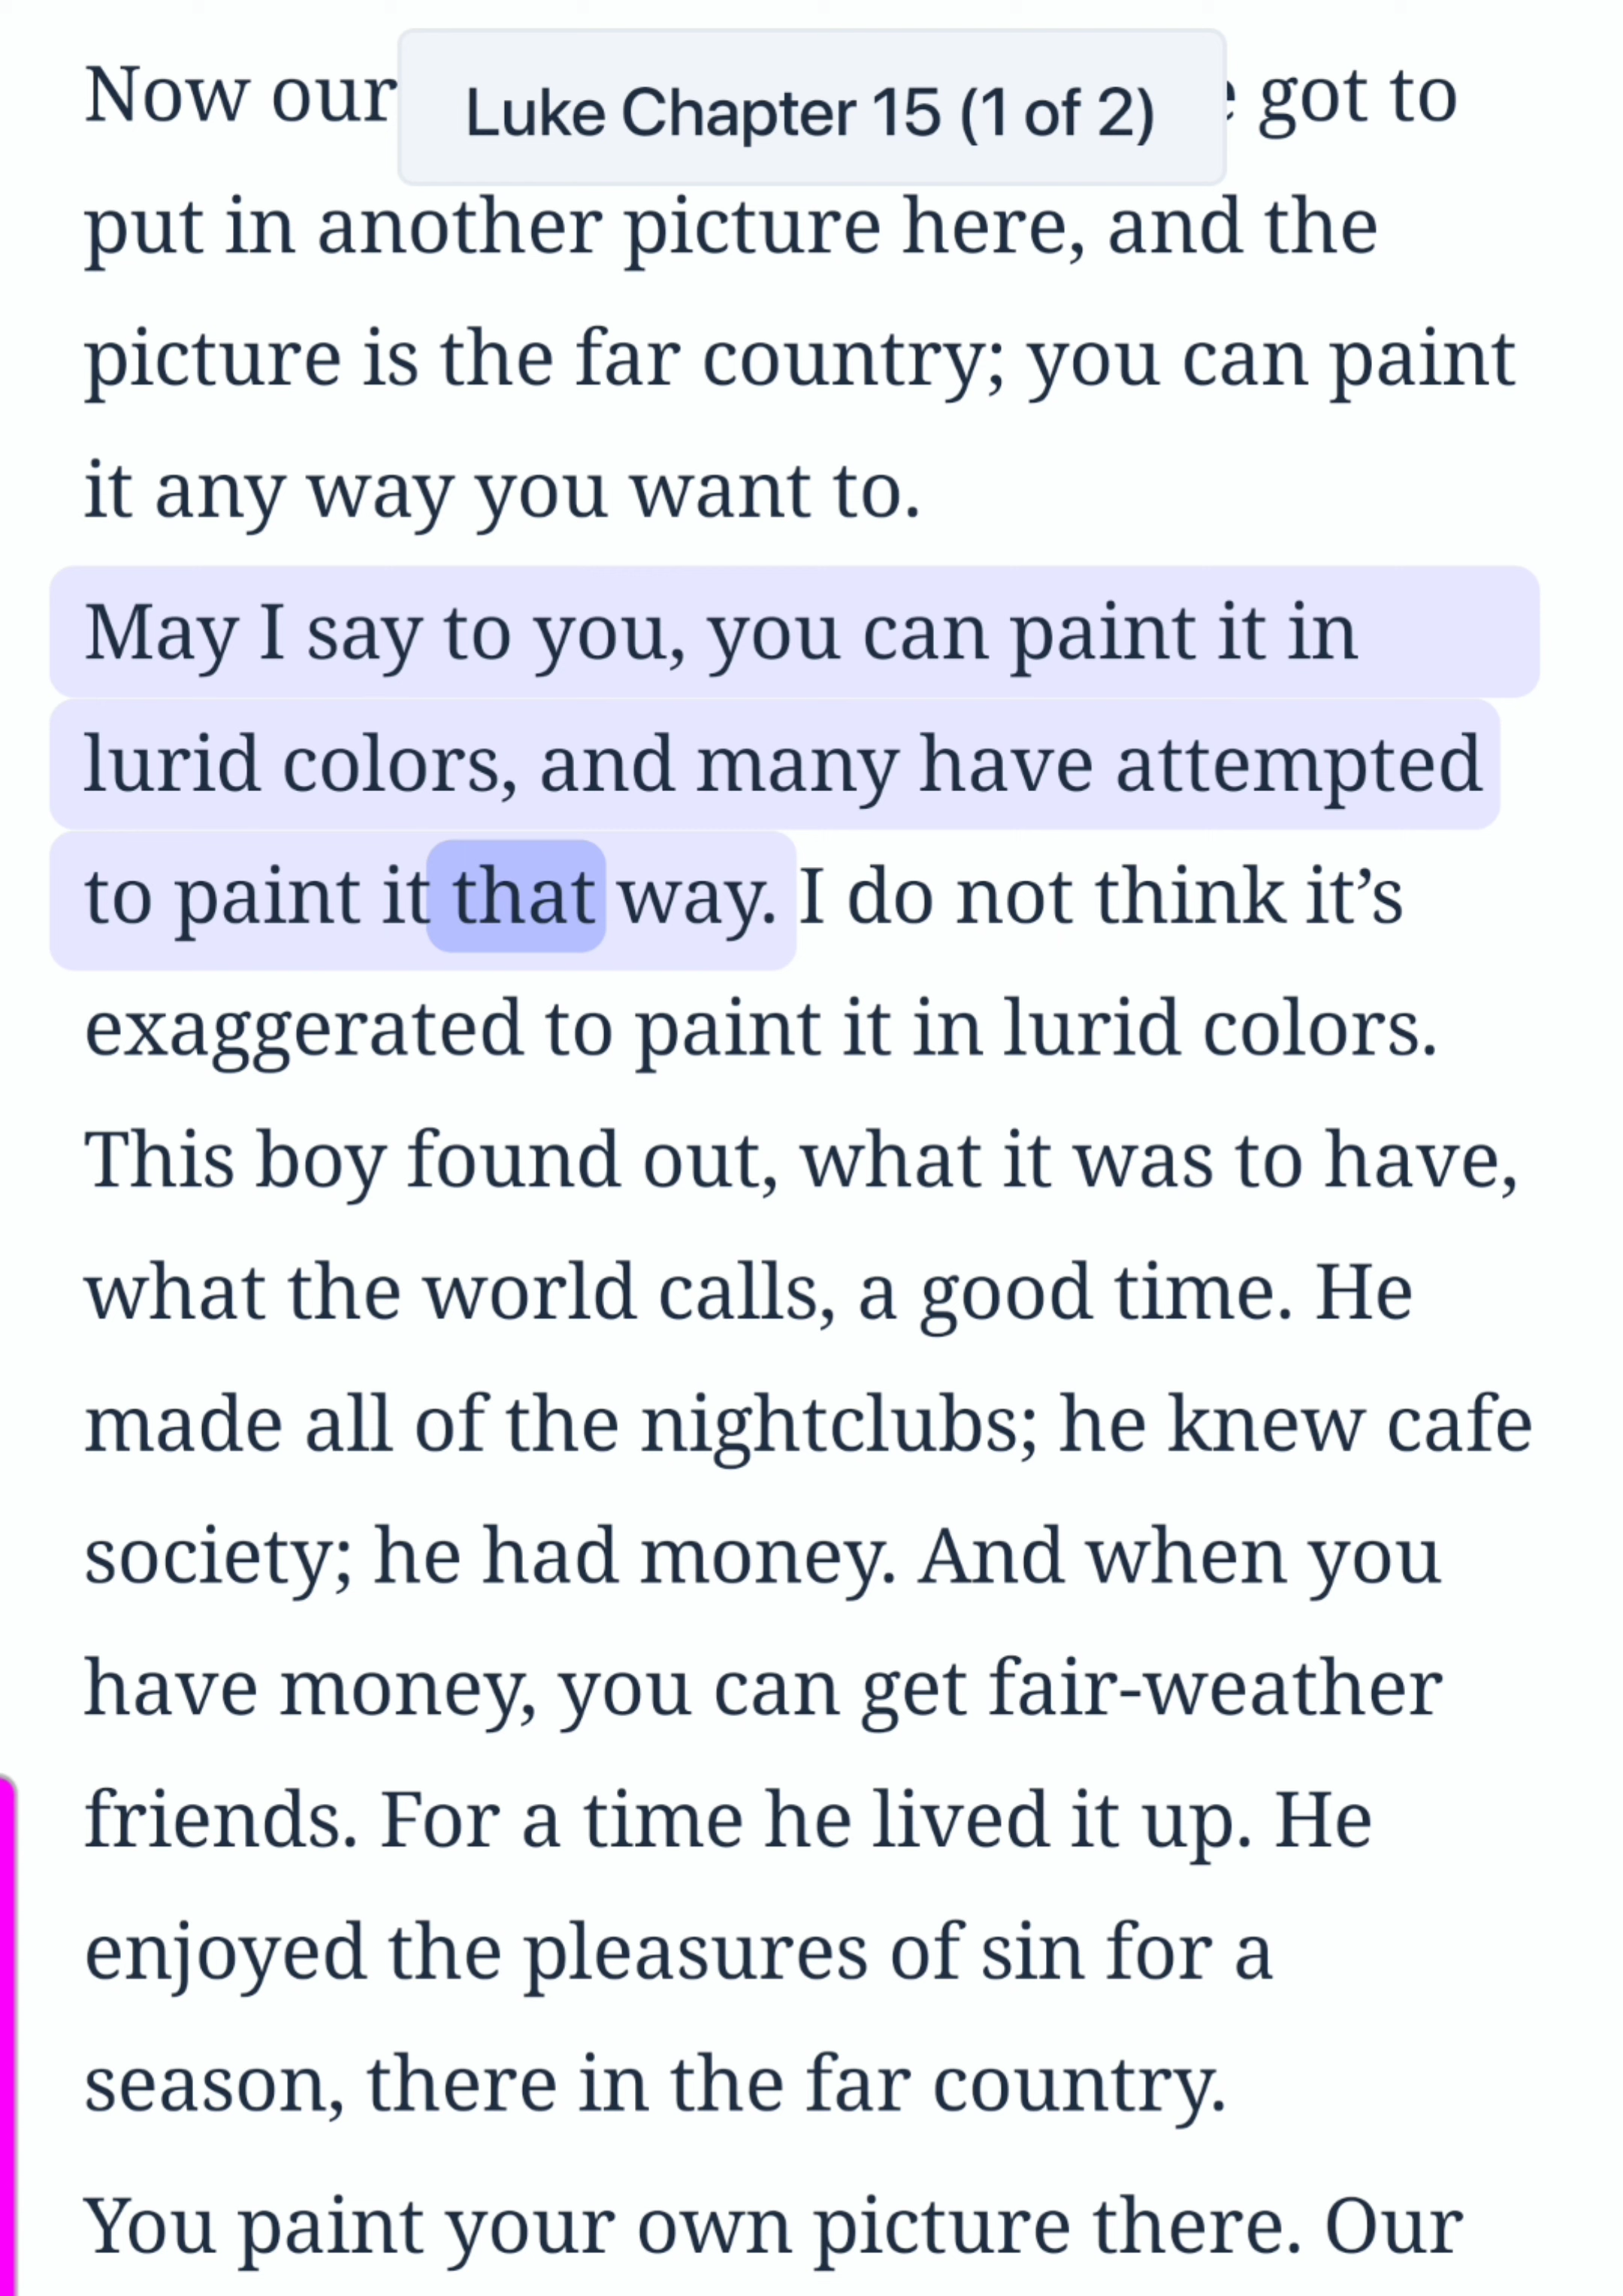 Luke Chapter 15 (1 of 2)
Now our got to
put in another picture here, and the
picture is the far country; you can paint
it any way you want to.
May I say to you, you can paint it in
lurid colors, and many have attempted
to paint it that way. I do not think it’s
exaggerated to paint it in lurid colors.
This boy found out, what it was to have,
what the world calls, a good time. He
made all of the nightclubs; he knew cafe
society; he had money. And when you
have money, you can get fair-weather
friends. For a time he lived it up. He
enjoyed the pleasures of sin for a
season, there in the far country.
You paint your own picture there. Our